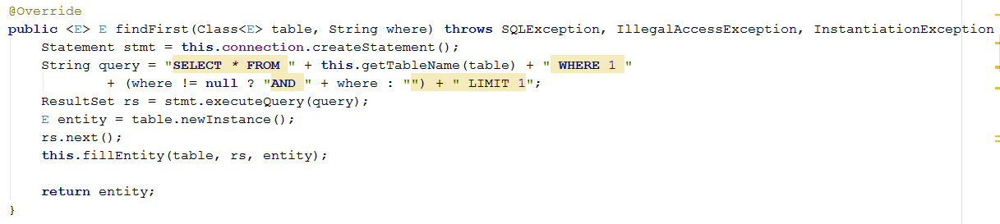 @Override
public <E> E findFirst(Class<E> table, String where) throws SQLException, IllegalAccessException, InstantiationException
    Statement stmt = this.connection.createStatement();
    String query = "SELECT * FROM " + this.getTableName(table) + " WHERE 1 "
            + (where != null ? "AND " + where : "") + " LIMIT 1";
    ResultSet rs = stmt.executeQuery(query);
    E entity = table.newInstance();
    rs.next();
    this.fillEntity(table, rs, entity);
    return entity;
}